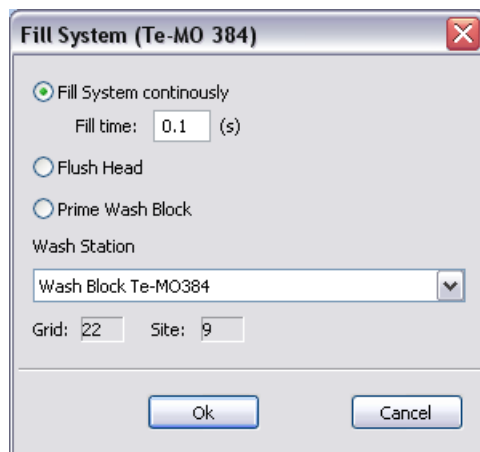 Fill System (Te-MO 384)
Fill System continously
Fill time: 0.1 (s)
Flush Head
Prime Wash Block
Wash Station
Wash Block Te-MO384
Grid: 22 Site: 9
Ok Cancel